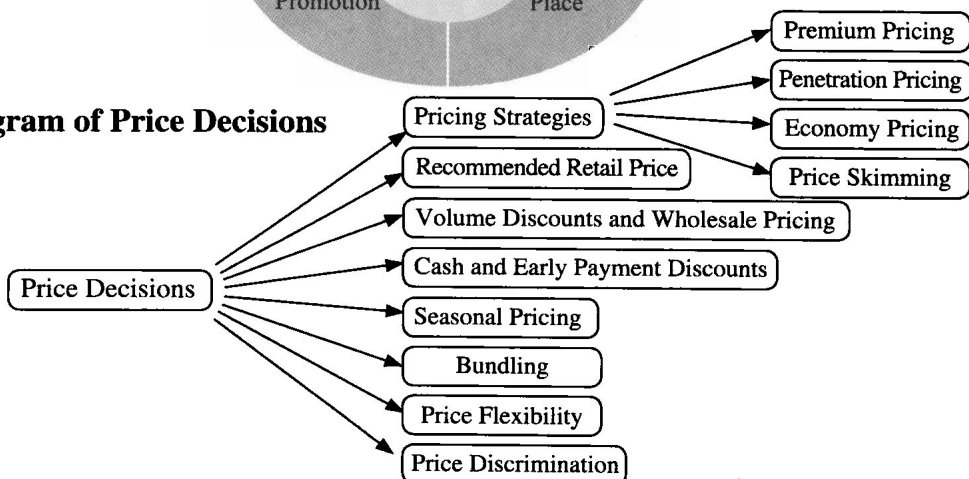 Promotion
Place
gram of Price Decisions
Price Decisions
Pricing Strategies
Recommended Retail Price
Volume Discounts and Wholesale Pricing
Cash and Early Payment Discounts
Seasonal Pricing
Bundling
Price Flexibility
Price Discrimination
Premium Pricing
Penetration Pricing
Economy Pricing
Price Skimming